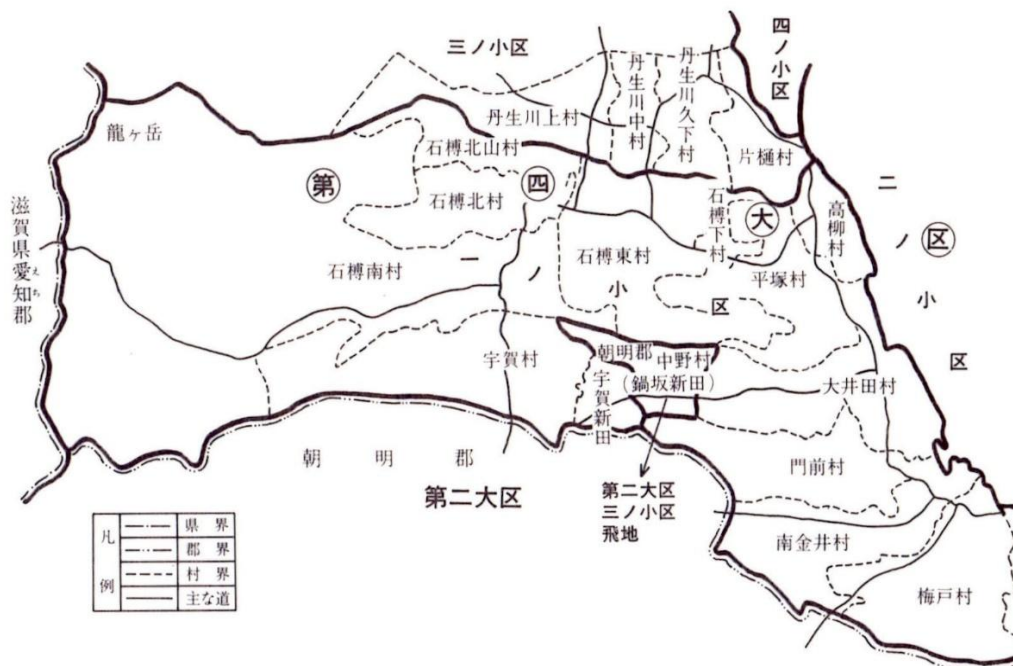 三ノ小区
四ノ小区
丹生川中村
丹生川久下村
龍ヶ岳
丹生川上村
石榑北山村
片樋村
第
四
大
区
石榑北村
石榑下村
高柳村
二ノ小区
滋賀県愛知郡
えち
石榑南村
一ノ小区
石榑東村
平塚村
宇賀村
朝明郡
中野村
(鍋坂新田)
宇賀新田
大井田村
朝明郡
第二大区
第二大区
三ノ小区
飛地
門前村
南金井村
梅戸村
凡例
県界
郡界
村界
主な道